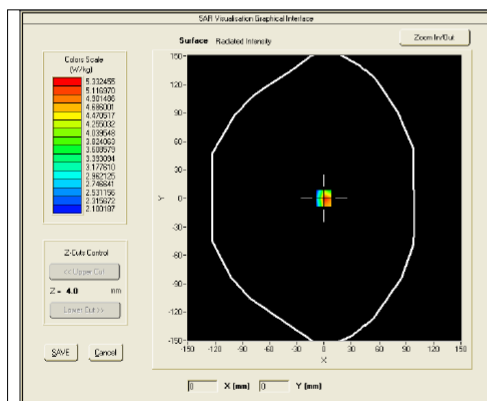 SAR Visualisation Graphical Interface
Surface Radiated Intensity
Zoom In/Out
Colors Scale
(W/kg)
5.332455
5.116970
4.901486
4.686001
4.470517
4.255032
4.039548
3.824063
3.608579
3.393094
3.177610
2.962125
2.746641
2.531156
2.315672
2.100187
150
120
90
60
30
0
-30
-60
-90
-120
-150
Y
-150 -120 -90 -60 -30 0 30 60 90 120 150
X
Z-Cuts Control
<< Upper Cut
Z = 4.0 mm
Lower Cut >>
SAVE Cancel
0 X (mm) 0 Y (mm)